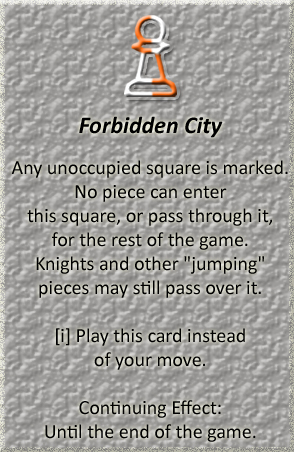 Forbidden City
Any unoccupied square is marked.
No piece can enter
this square, or pass through it,
for the rest of the game.
Knights and other "jumping"
pieces may still pass over it.
[i] Play this card instead
of your move.
Continuing Effect:
Until the end of the game.